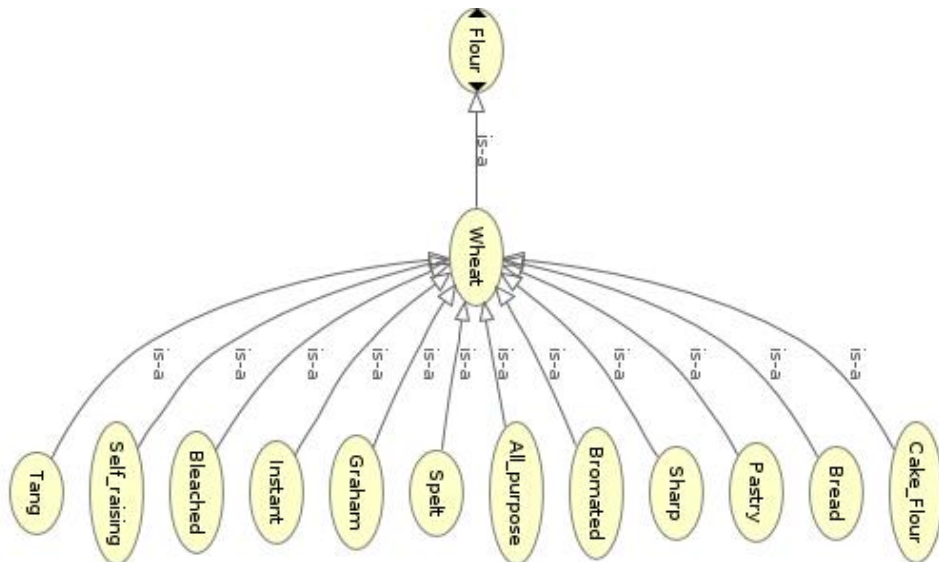 Flour
is-a
Wheat
is-a
is-a
is-a
is-a
is-a
is-a
is-a
is-a
is-a
is-a
is-a
is-a
Tang
Self_raising
Bleached
Instant
Graham
Spelt
All_purpose
Bromated
Sharp
Pastry
Bread
Cake_Flour